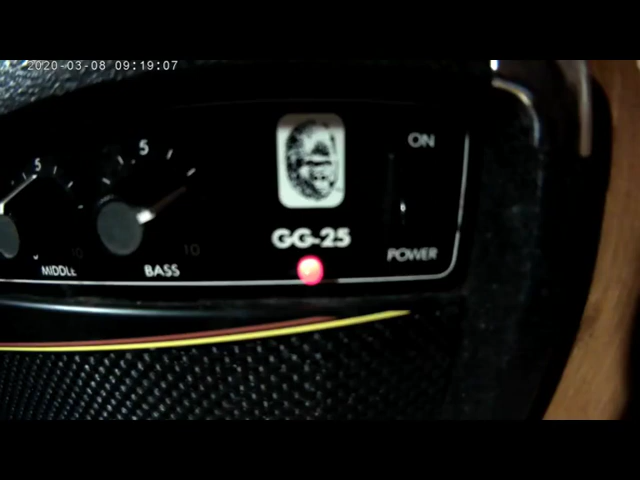 2020-03-08 09:19:07
5
5
ON
GG-25
10
10
POWER
MIDDLE
BASS